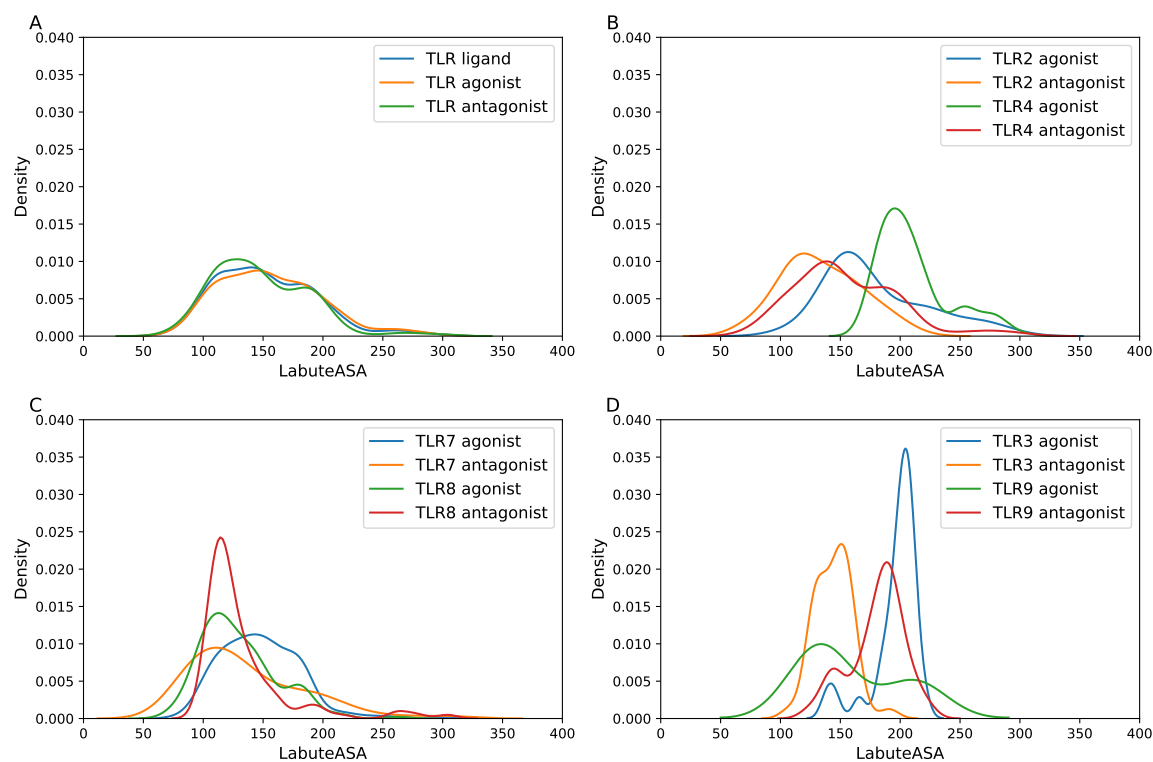 A
0.040
0.035
0.030
0.025
0.020
0.015
0.010
0.005
0.000
Density
0 50 100 150 200 250 300 350 400
LabuteASA
TLR ligand
TLR agonist
TLR antagonist
B
0.040
0.035
0.030
0.025
0.020
0.015
0.010
0.005
0.000
Density
0 50 100 150 200 250 300 350 400
LabuteASA
TLR2 agonist
TLR2 antagonist
TLR4 agonist
TLR4 antagonist
C
0.040
0.035
0.030
0.025
0.020
0.015
0.010
0.005
0.000
Density
0 50 100 150 200 250 300 350 400
LabuteASA
TLR7 agonist
TLR7 antagonist
TLR8 agonist
TLR8 antagonist
D
0.040
0.035
0.030
0.025
0.020
0.015
0.010
0.005
0.000
Density
0 50 100 150 200 250 300 350 400
LabuteASA
TLR3 agonist
TLR3 antagonist
TLR9 agonist
TLR9 antagonist